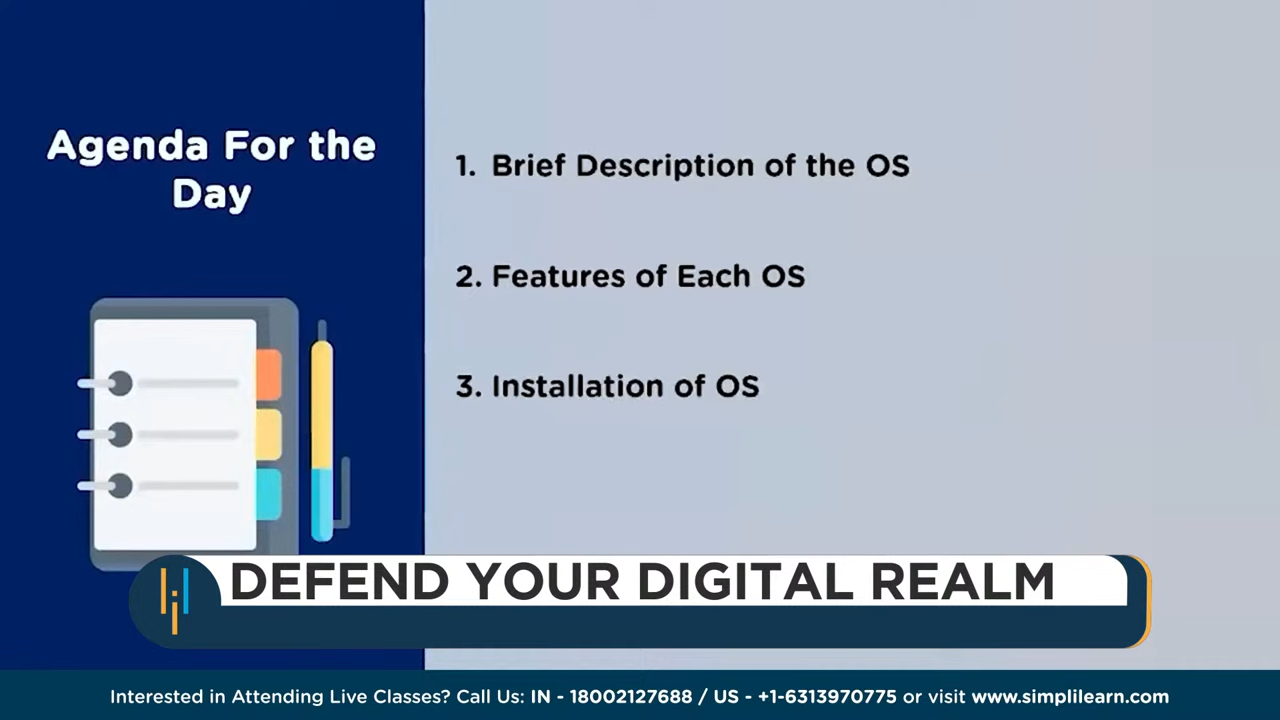 Agenda For the
Day
1. Brief Description of the OS
2. Features of Each OS
3. Installation of OS
DEFEND YOUR DIGITAL REALM
Interested in Attending Live Classes? Call Us: IN - 18002127688 / US - +1-6313970775 or visit www.simplilearn.com